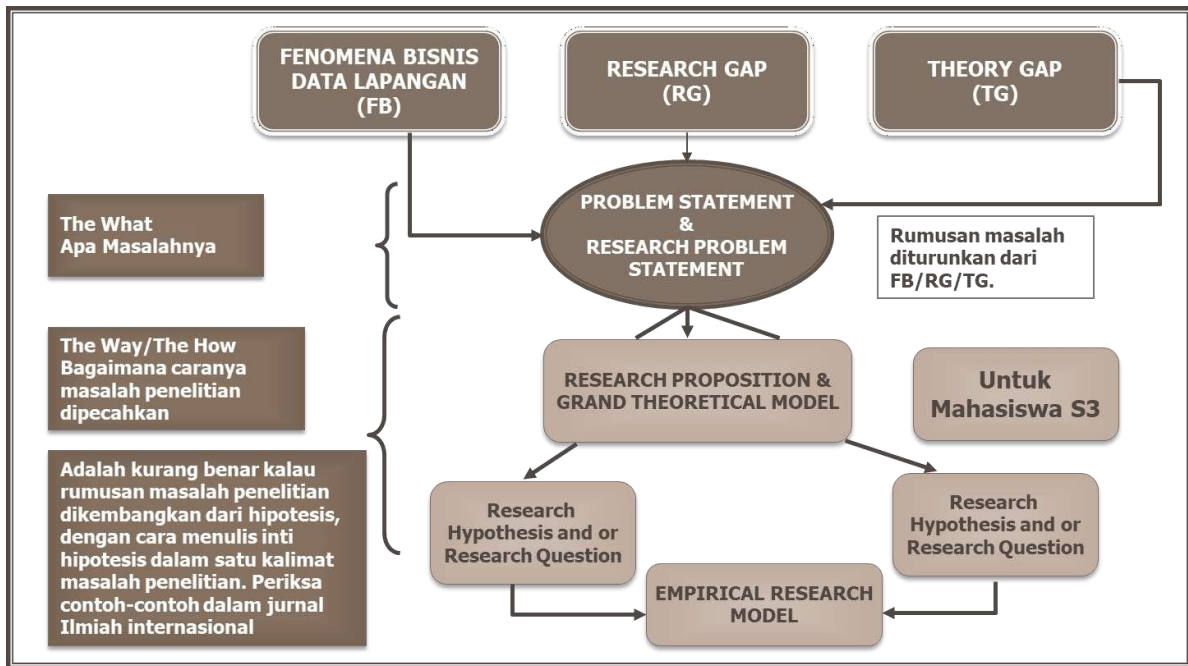 FENOMENA BISNIS
DATA LAPANGAN
(FB)
RESEARCH GAP
(RG)
THEORY GAP
(TG)
The What
Apa Masalahnya
PROBLEM STATEMENT
&
RESEARCH PROBLEM
STATEMENT
Rumusan masalah
diturunkan dari
FB/RG/TG.
The Way/The How
Bagaimana caranya
masalah penelitian
dipecahkan
RESEARCH PROPOSITION &
GRAND THEORETICAL MODEL
Untuk
Mahasiswa S3
Adalah kurang benar kalau
rumusan masalah penelitian
dikembangkan dari hipotesis,
dengan cara menulis inti
hipotesis dalam satu kalimat
masalah penelitian. Periksa
contoh-contoh dalam jurnal
Ilmiah internasional
Research
Hypothesis and or
Research Question
Research
Hypothesis and or
Research Question
EMPIRICAL RESEARCH
MODEL